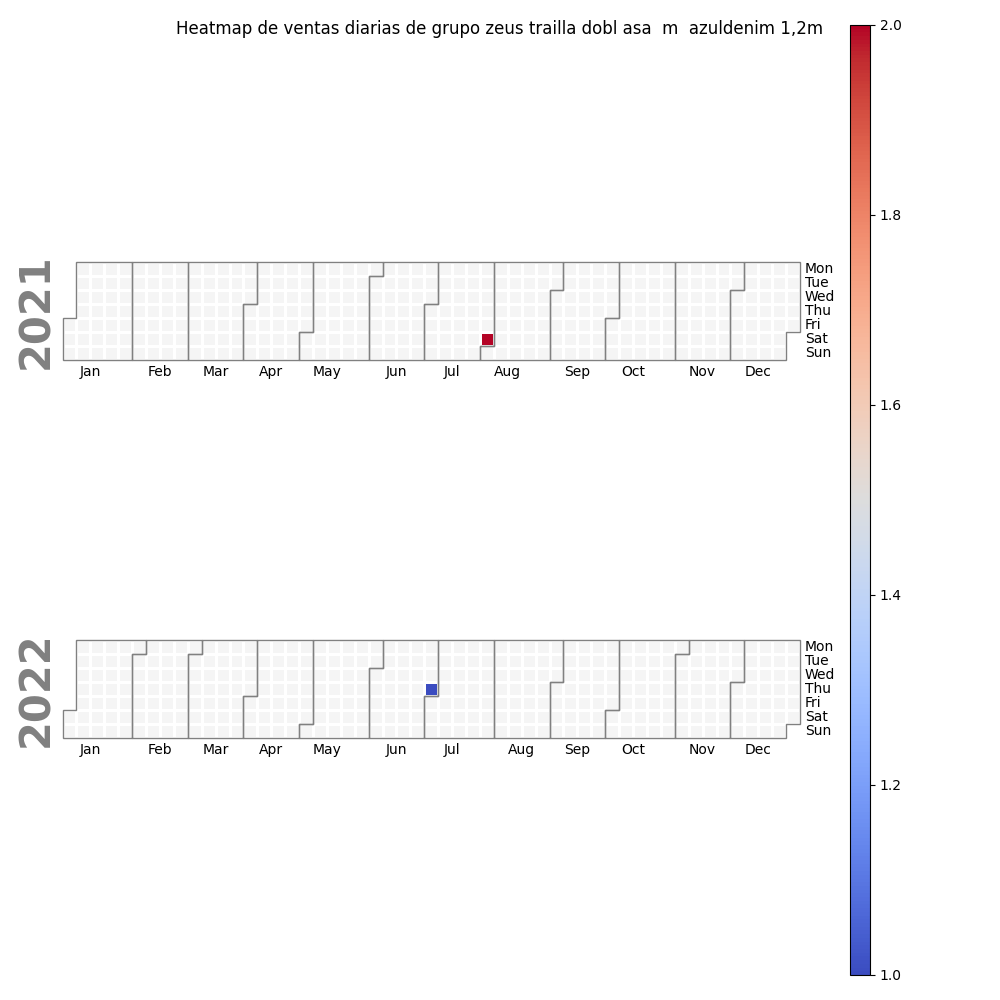 Heatmap de ventas diarias de grupo zeus trailla dobl asa  m  azuldenim 1,2m
2.0
1.8
1.6
1.4
1.2
1.0
2021
Mon
Tue
Wed
Thu
Fri
Sat
Sun
Jan Feb Mar Apr May Jun Jul Aug Sep Oct Nov Dec
2022
Mon
Tue
Wed
Thu
Fri
Sat
Sun
Jan Feb Mar Apr May Jun Jul Aug Sep Oct Nov Dec